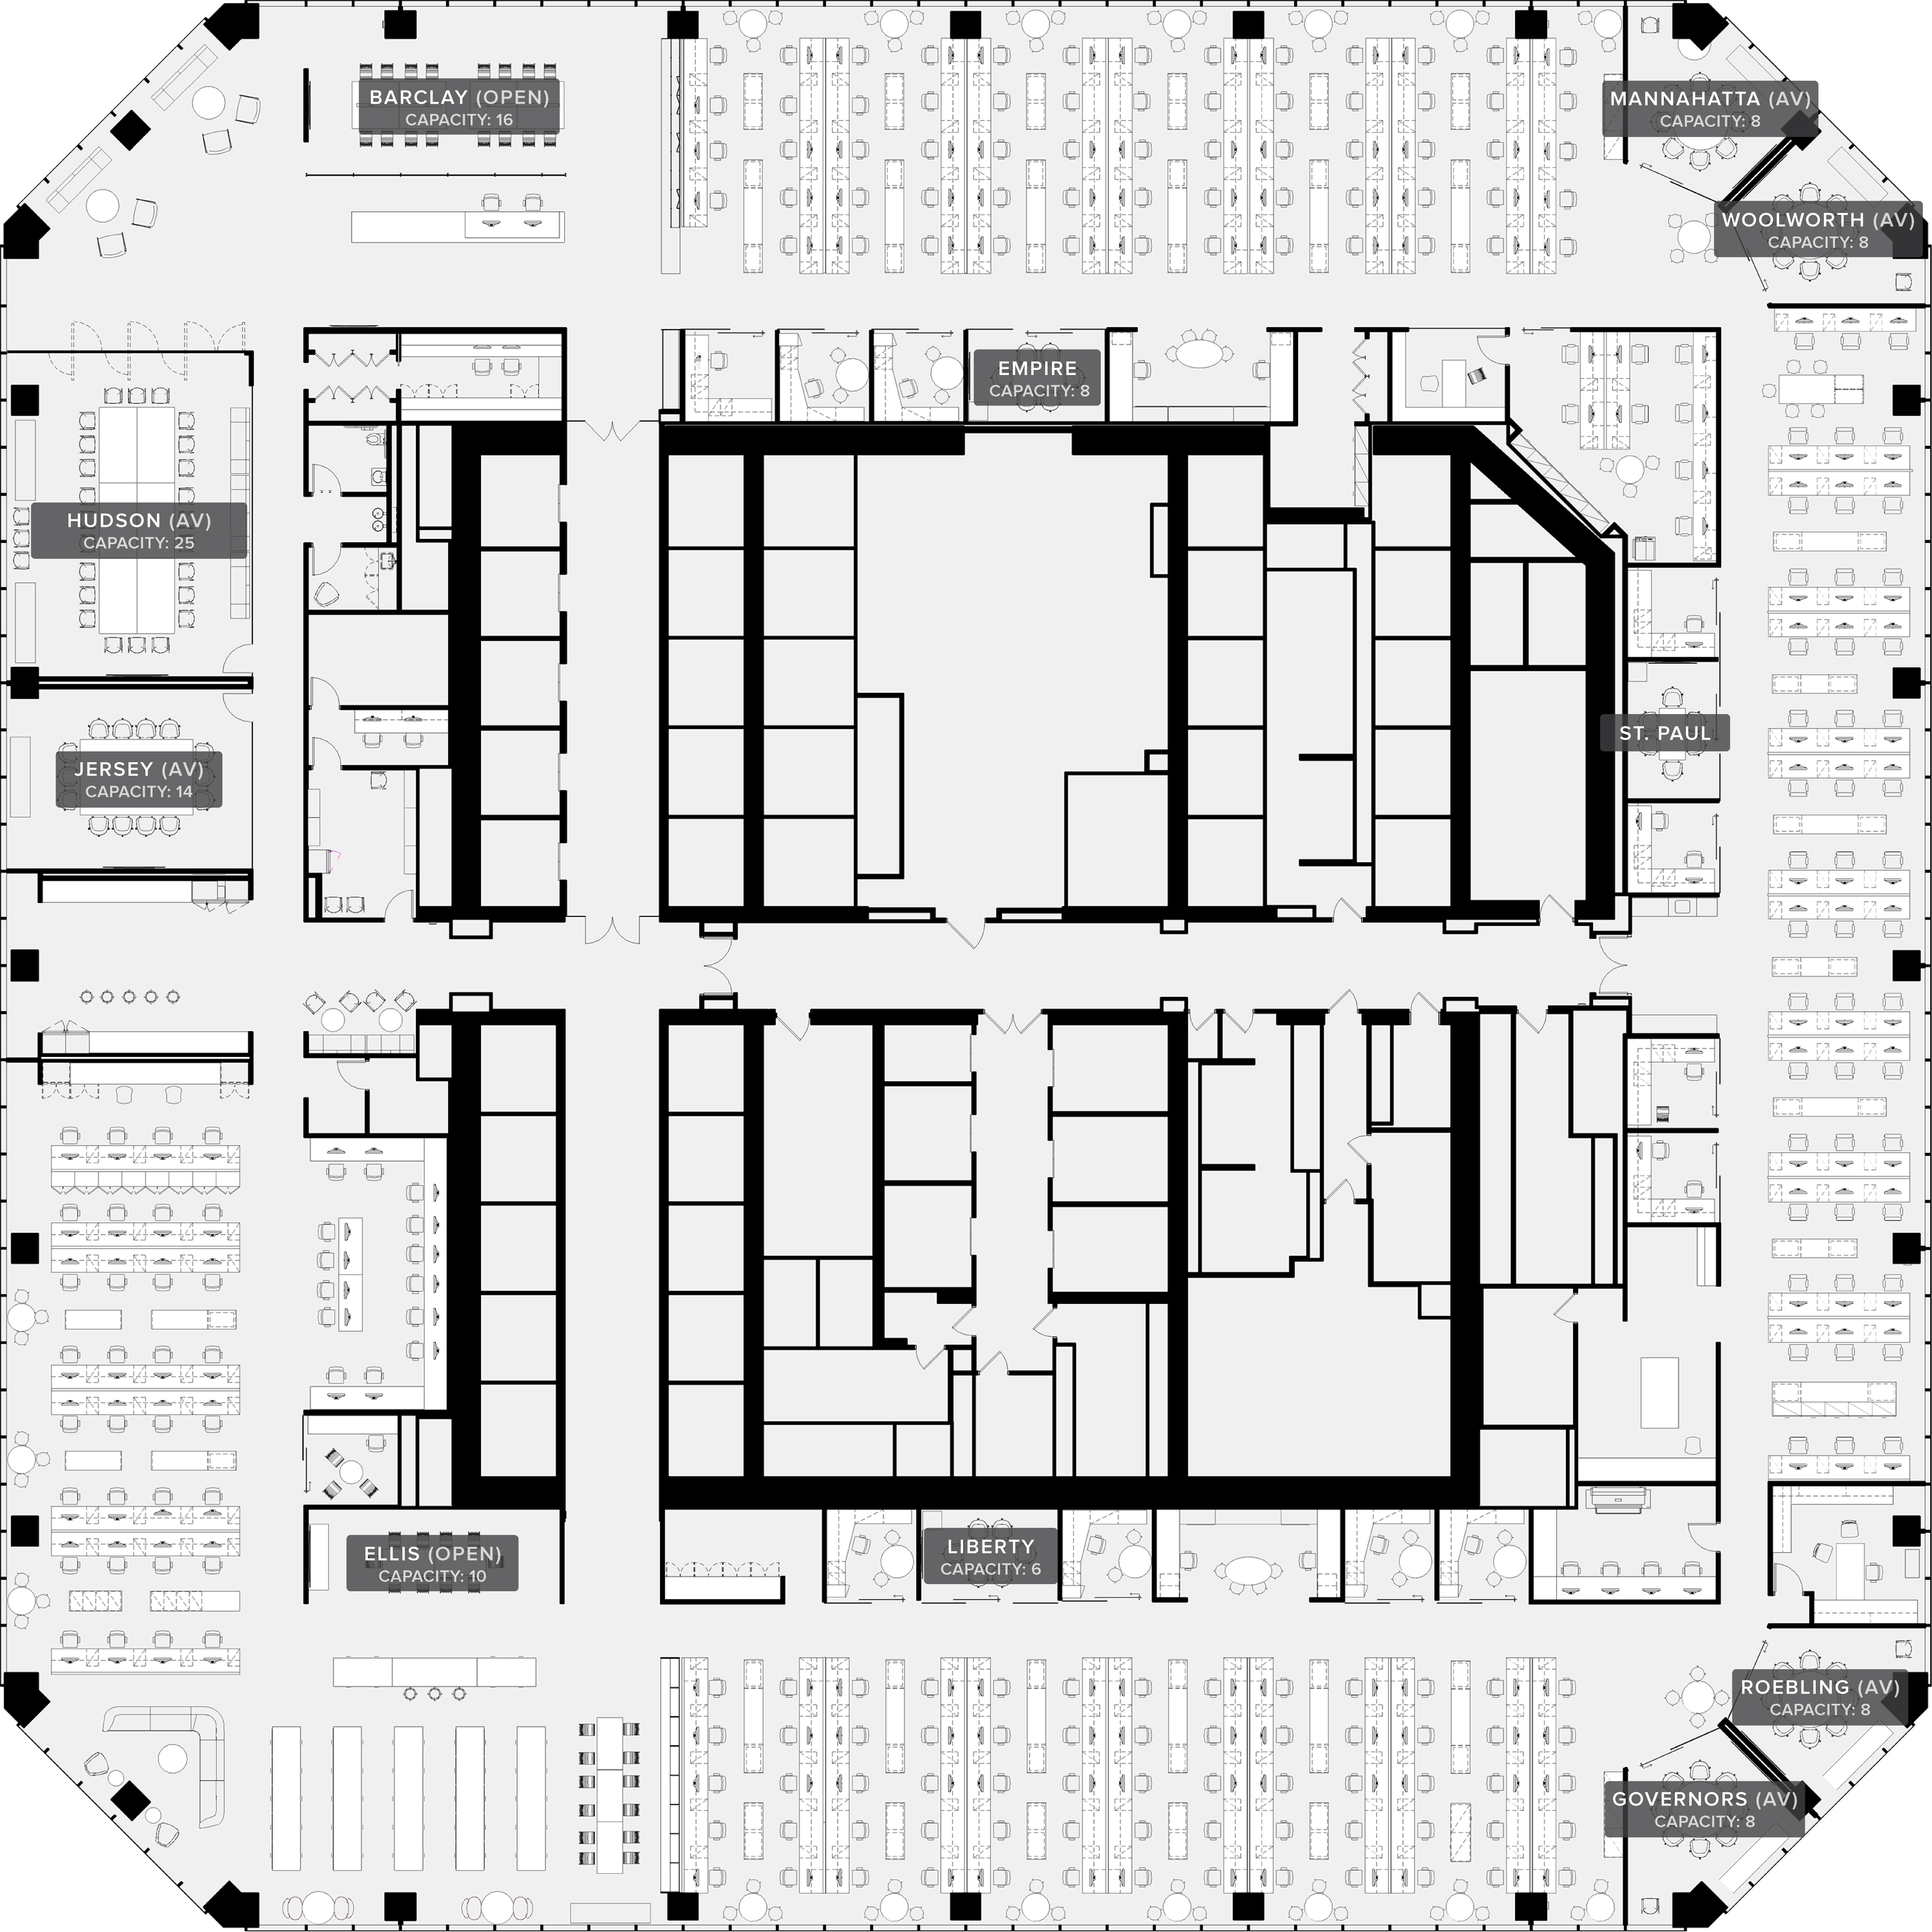 BARCLAY (OPEN)
CAPACITY: 16
MANNAHATTA (AV)
CAPACITY: 8
WOOLWORTH (AV)
CAPACITY: 8
EMPIRE
CAPACITY: 8
HUDSON (AV)
CAPACITY: 25
ST. PAUL
JERSEY (AV)
CAPACITY: 14
ELLIS (OPEN)
CAPACITY: 10
LIBERTY
CAPACITY: 6
ROEBLING (AV)
CAPACITY: 8
GOVERNORS (AV)
CAPACITY: 8